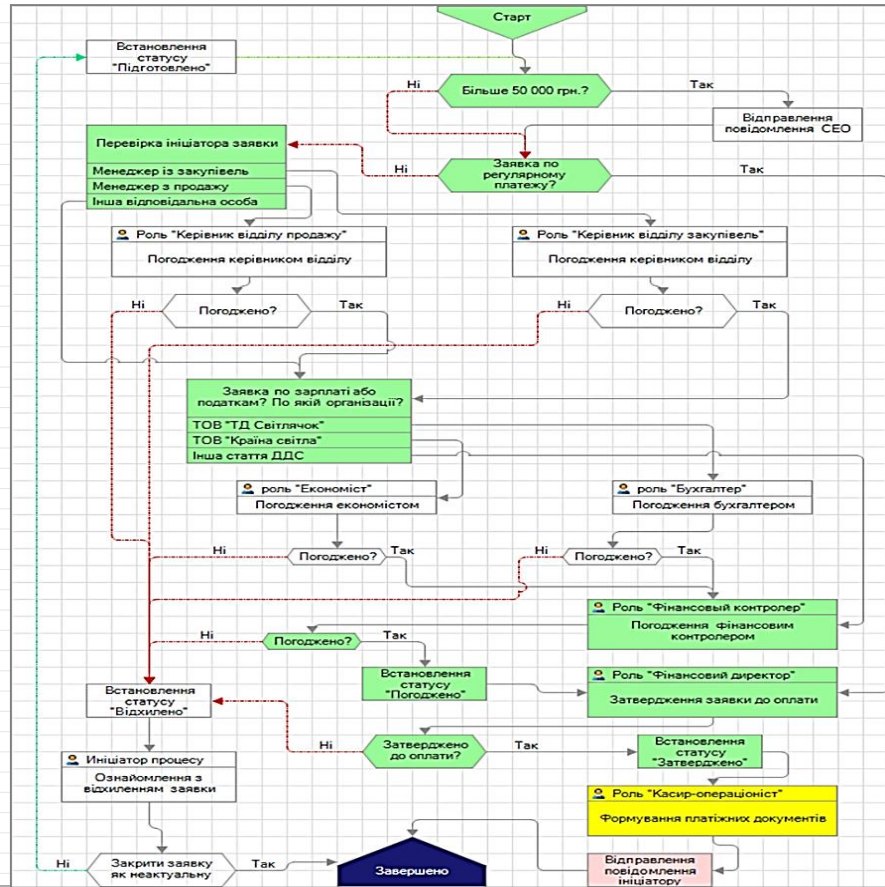 Старт
Встановлення
статусу
"Підготовлено"
Ні
Більше 50 000 грн.?
Так
Відправлення
повідомлення CEO
Перевірка ініціатора заявки
Менеджер із закупівель
Менеджер з продажу
Інша відповідальна особа
Ні
Заявка по
регулярному
платежу?
Так
Роль "Керівник відділу продажу"
Погодження керівником відділу
Роль "Керівник відділу закупівель"
Погодження керівником відділу
Ні
Погоджено?
Так
Ні
Погоджено?
Так
Заявка по зарплаті або
податкам? По якій організації?
ТОВ "ТД Світлячок"
ТОВ "Країна світла"
Інша стаття ДДС
роль "Економіст"
Погодження економістом
роль "Бухгалтер"
Погодження бухгалтером
Ні
Погоджено?
Так
Ні
Погоджено?
Так
Роль "Фінансовый контролер"
Погодження фінансовим
контролером
Ні
Погоджено?
Так
Встановлення
статусу
"Погоджено"
Роль "Фінансовий директор"
Затвердження заявки до оплати
Встановлення
статусу
"Відхилено"
Ні
Затверджено
до оплати?
Так
Встановлення
статусу
"Затверджено"
Ининіатор процесу
Ознайомлення з
відхиленням заявки
Роль "Касир-операціоніст"
Формування платіжних документів
Ні
Закрити заявку
як неактуальну
Так
Завершено
Відправлення
повідомлення
ініціатору